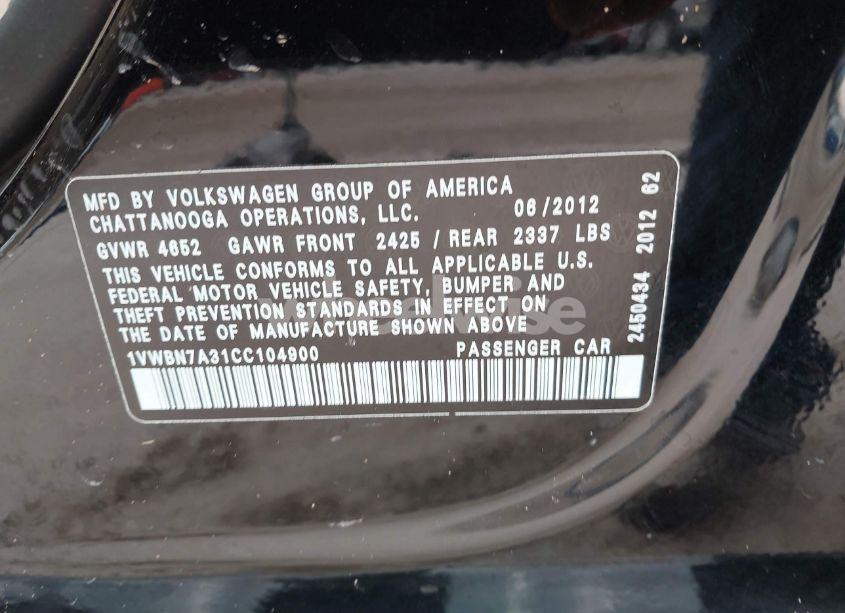 MFD BY VOLKSWAGEN GROUP OF AMERICA
CHATTANOOGA OPERATIONS, LLC. 06/2012
GVWR 4652 GAWR FRONT 2425 / REAR 2337 LBS
THIS VEHICLE CONFORMS TO ALL APPLICABLE U.S.
FEDERAL MOTOR VEHICLE SAFETY, BUMPER AND
THEFT PREVENTION STANDARDS IN EFFECT ON
THE DATE OF MANUFACTURE SHOWN ABOVE
1VWBN7A31CC104900 PASSENGER CAR
2450434 2012 62